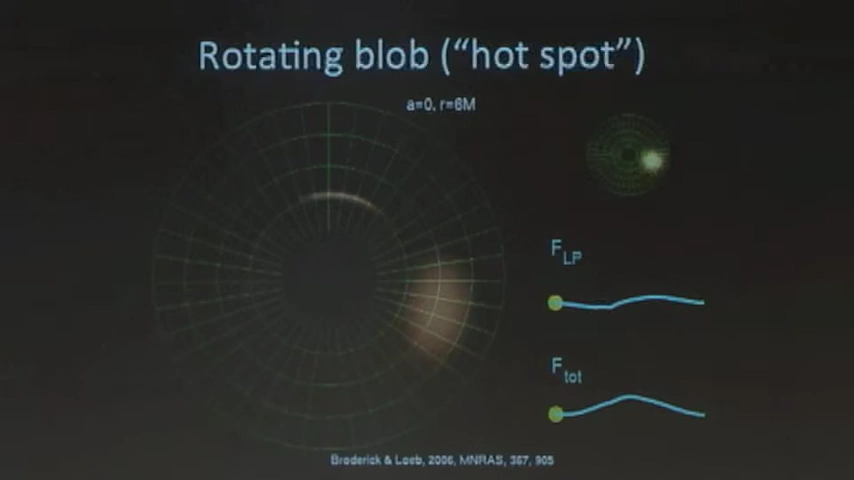 Rotating blob (“hot spot”)
a=0, r=6M
F_LP
F_tot
Broderick & Loeb, 2006, MNRAS, 367, 905